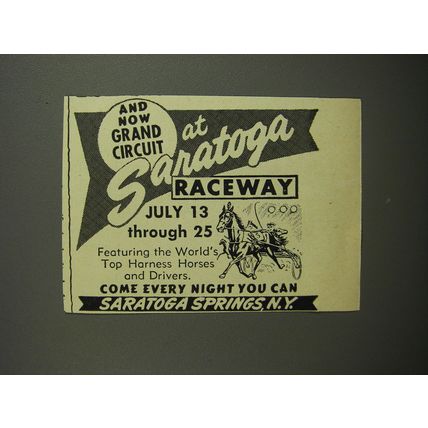 AND
NOW
GRAND
CIRCUIT
at
Saratoga
RACEWAY
JULY 13
through 25
Featuring the World's
Top Harness Horses
and Drivers.
COME EVERY NIGHT YOU CAN
SARATOGA SPRINGS, N.Y.